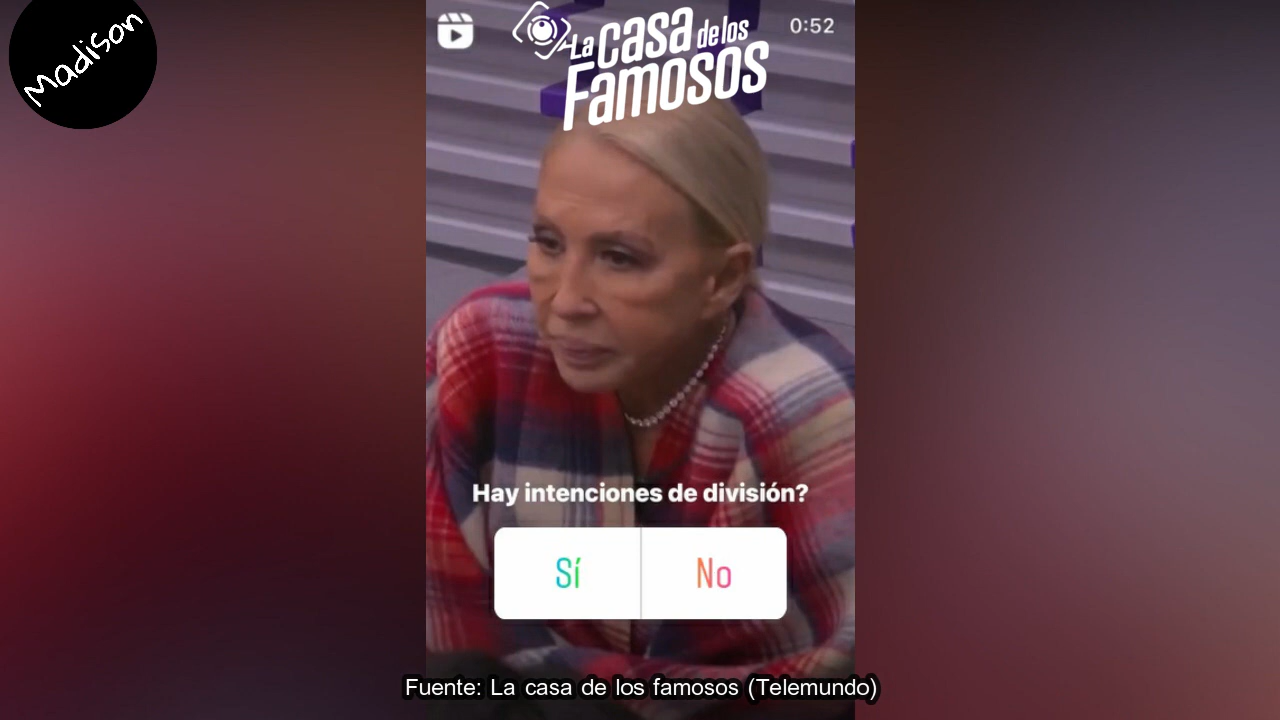 Madison
0:52
La casa de los
Famosos
Hay intenciones de división?
Sí
No
Fuente: La casa de los famosos (Telemundo)